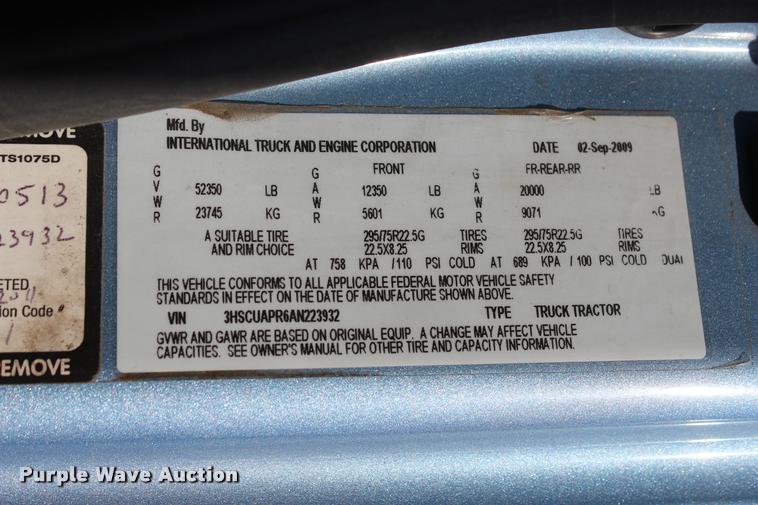 MOVE
TS1075D
0513
23932
ETED
2011
ion Code #
1
REMOVE
Mfd. By
INTERNATIONAL TRUCK AND ENGINE CORPORATION DATE 02-Sep-2009
G V W R 52350 LB 23745 KG
G A W R FRONT 12350 LB 5601 KG
G A R FR-REAR-RR 20000 LB 9071 KG
A SUITABLE TIRE 295/75R22.5G TIRES 295/75R22.5G TIRES
AND RIM CHOICE 22.5X8.25 RIMS 22.5X8.25 RIMS
AT 758 KPA /110 PSI COLD AT 689 KPA / 100 PSI COLD DUAL
THIS VEHICLE CONFORMS TO ALL APPLICABLE FEDERAL MOTOR VEHICLE SAFETY
STANDARDS IN EFFECT ON THE DATE OF MANUFACTURE SHOWN ABOVE.
VIN 3HSCUAPR6AN223932 TYPE TRUCK TRACTOR
GVWR AND GAWR ARE BASED ON ORIGINAL EQUIP. A CHANGE MAY AFFECT VEHICLE
CAPACITIES. SEE OWNER'S MANUAL FOR OTHER TIRE AND CAPACITY INFORMATION.
Purple Wave Auction